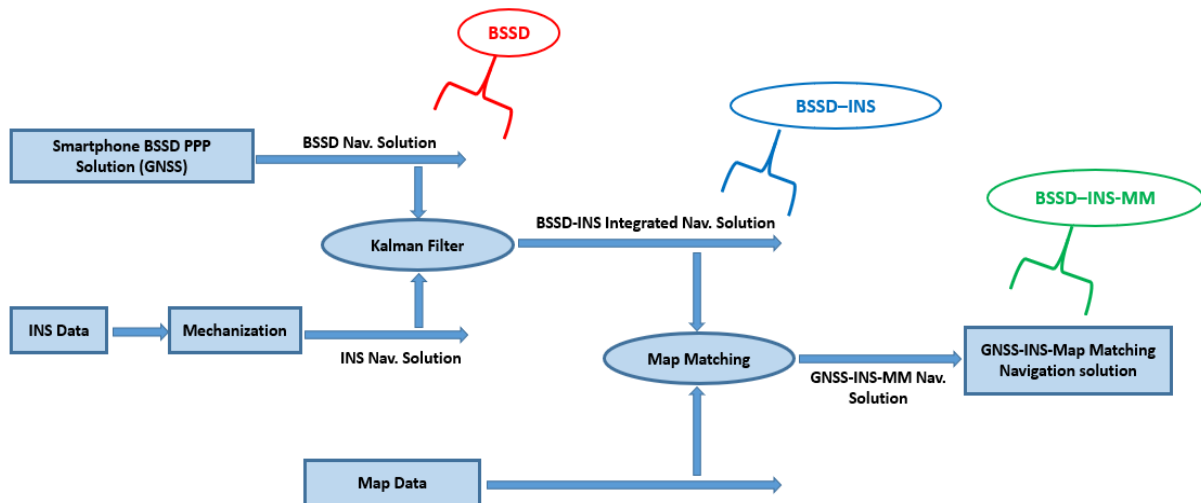 BSSD
BSSD–INS
Smartphone BSSD PPP
Solution (GNSS)
BSSD Nav. Solution
BSSD–INS-MM
BSSD-INS Integrated Nav. Solution
Kalman Filter
INS Data
Mechanization
INS Nav. Solution
Map Matching
GNSS-INS-MM Nav.
Solution
GNSS-INS-Map Matching
Navigation solution
Map Data